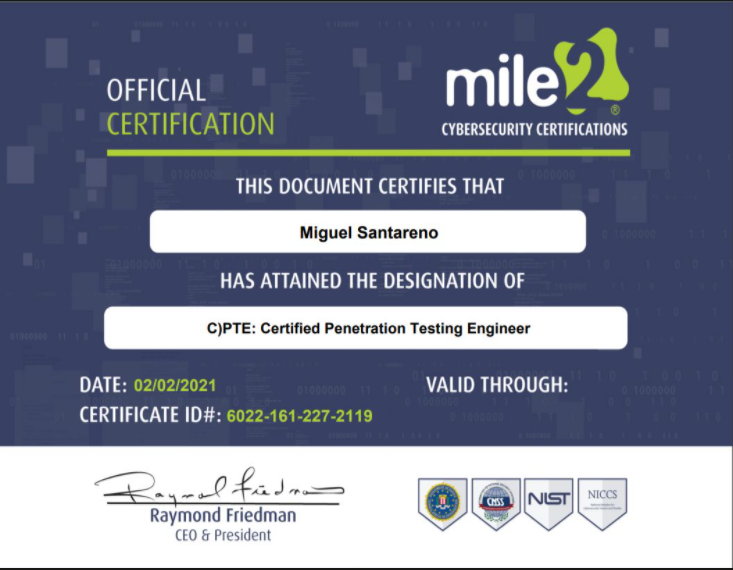 OFFICIAL
CERTIFICATION
mile2®
CYBERSECURITY CERTIFICATIONS
THIS DOCUMENT CERTIFIES THAT
Miguel Santareno
HAS ATTAINED THE DESIGNATION OF
C)PTE: Certified Penetration Testing Engineer
DATE: 02/02/2021
VALID THROUGH:
CERTIFICATE ID#: 6022-161-227-2119
Raymond Friedman
CEO & President
CNSS
NIST
NICCS